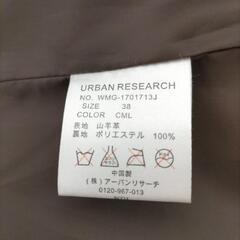 URBAN RESEARCH
NO. WMG-1701713J
SIZE 38
COLOR CML
表地 山羊革
裏地 ポリエステル 100%
中国製
(株) アーバンリサーチ
0120-967-013